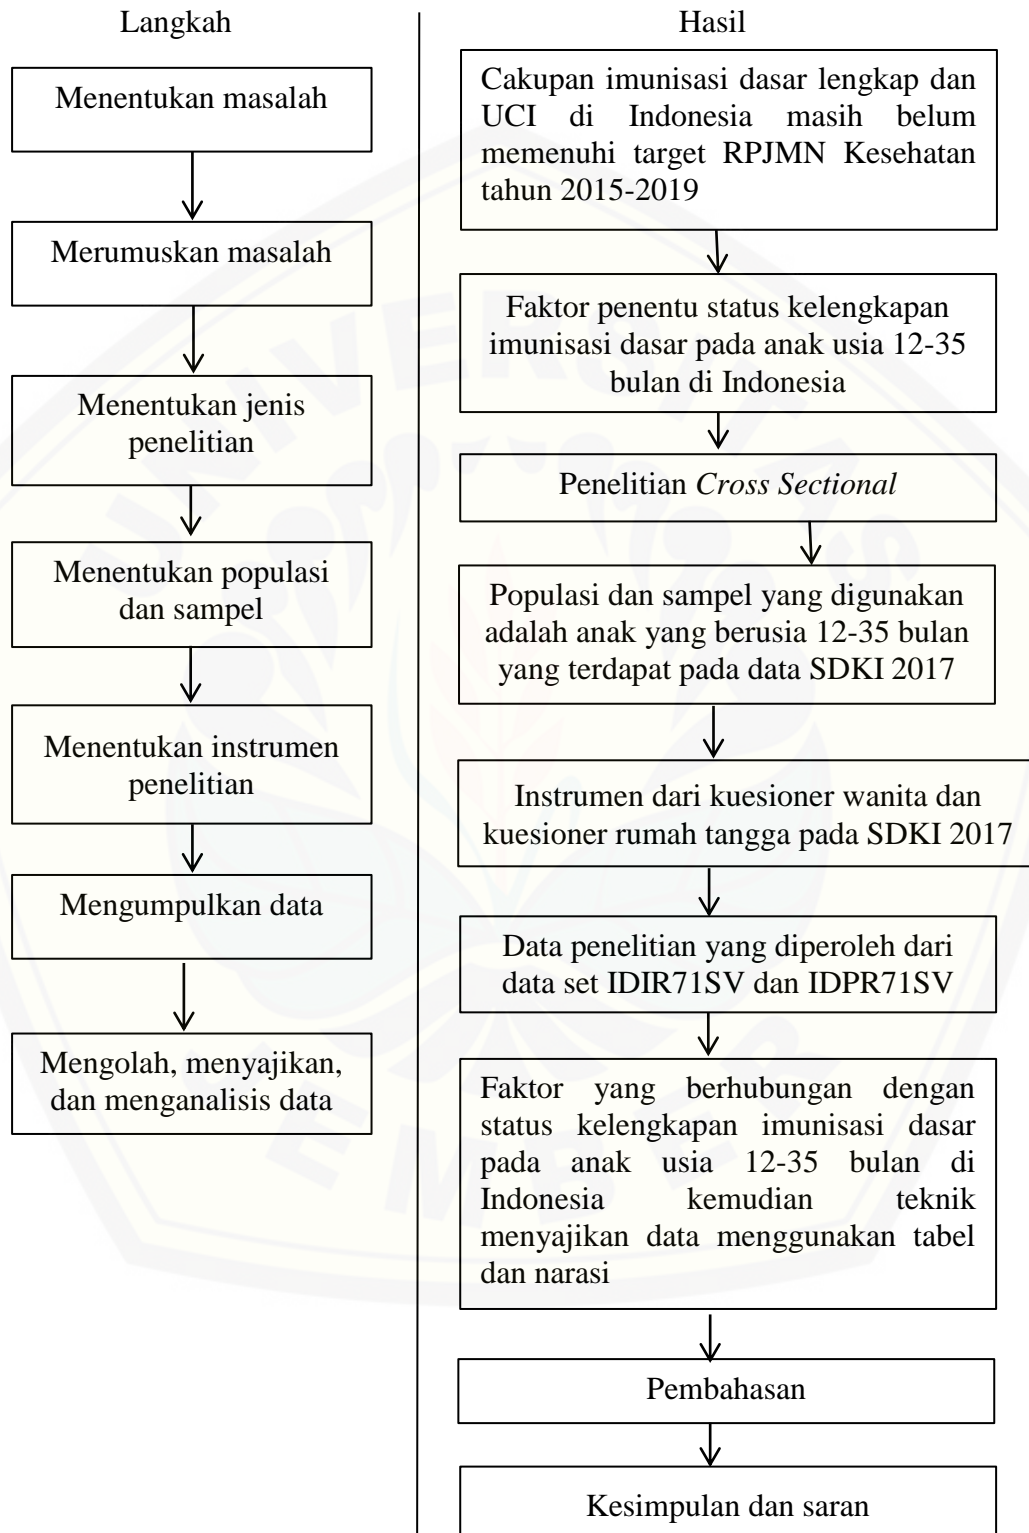 Langkah
Menentukan masalah
Merumuskan masalah
Menentukan jenis
penelitian
Menentukan populasi
dan sampel
Menentukan instrumen
penelitian
Mengumpulkan data
Mengolah, menyajikan,
dan menganalisis data
Hasil
Cakupan imunisasi dasar lengkap dan
UCI di Indonesia masih belum
memenuhi target RPJMN Kesehatan
tahun 2015-2019
Faktor penentu status kelengkapan
imunisasi dasar pada anak usia 12-35
bulan di Indonesia
Penelitian Cross Sectional
Populasi dan sampel yang digunakan
adalah anak yang berusia 12-35 bulan
yang terdapat pada data SDKI 2017
Instrumen dari kuesioner wanita dan
kuesioner rumah tangga pada SDKI 2017
Data penelitian yang diperoleh dari
data set IDIR71SV dan IDPR71SV
Faktor yang berhubungan dengan
status kelengkapan imunisasi dasar
pada anak usia 12-35 bulan di
Indonesia kemudian teknik
menyajikan data menggunakan tabel
dan narasi
Pembahasan
Kesimpulan dan saran
UNIVERSITAS
JEMBER